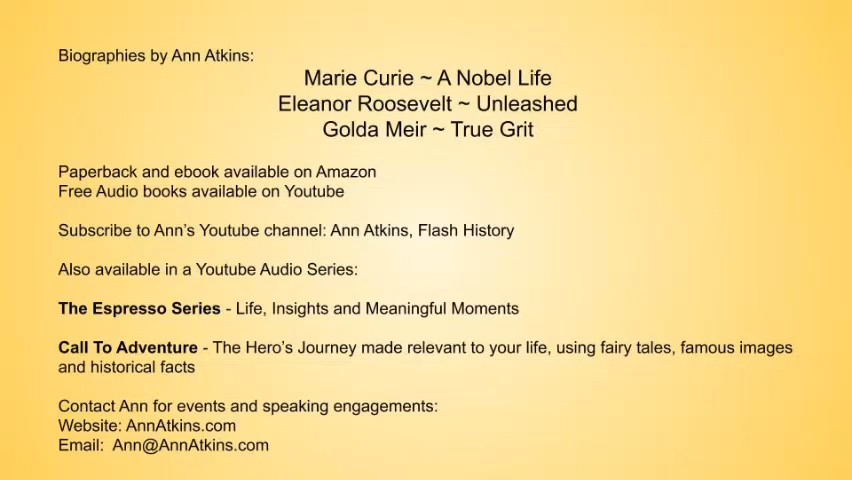 Biographies by Ann Atkins:
Marie Curie ~ A Nobel Life
Eleanor Roosevelt ~ Unleashed
Golda Meir ~ True Grit
Paperback and ebook available on Amazon
Free Audio books available on Youtube
Subscribe to Ann’s Youtube channel: Ann Atkins, Flash History
Also available in a Youtube Audio Series:
The Espresso Series - Life, Insights and Meaningful Moments
Call To Adventure - The Hero’s Journey made relevant to your life, using fairy tales, famous images
and historical facts
Contact Ann for events and speaking engagements:
Website: AnnAtkins.com
Email:  Ann@AnnAtkins.com